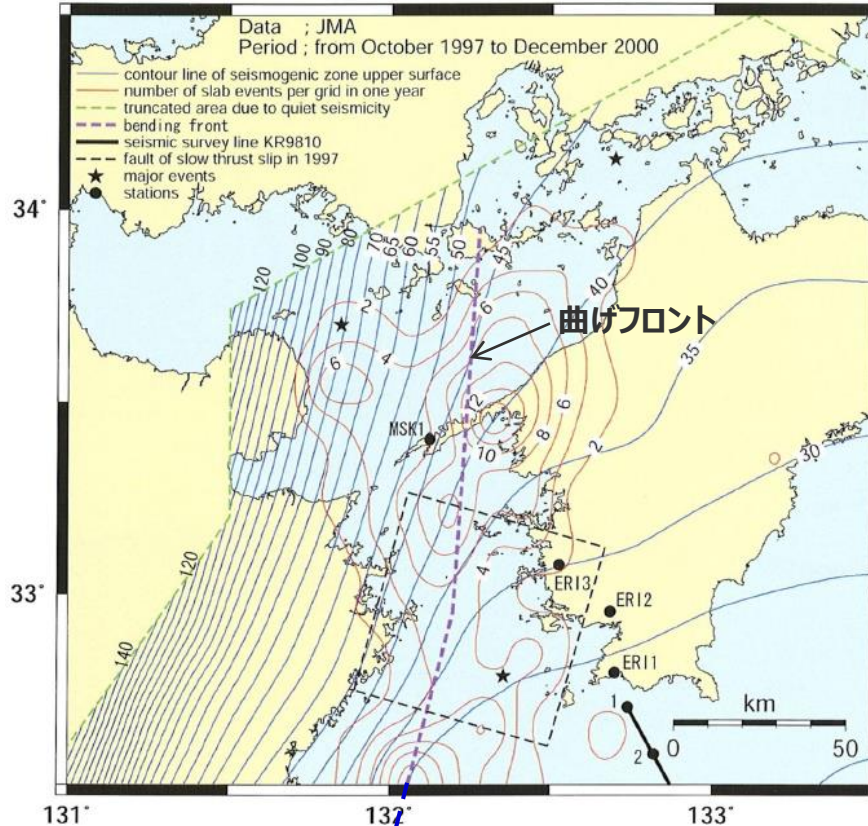 Data ; JMA
Period ; from October 1997 to December 2000
contour line of seismogenic zone upper surface
number of slab events per grid in one year
truncated area due to quiet seismicity
bending front
seismic survey line KR9810
fault of slow thrust slip in 1997
major events
stations
34°
120
100
90
80
70
65
60
55
50
45
40
2
6
曲げフロント
4
35
6
12
MSK1
8
6
10
2
30
120
4
33°
ERI3
ERI2
140
ERI1
1
km
2
0
50
131°
132°
133°